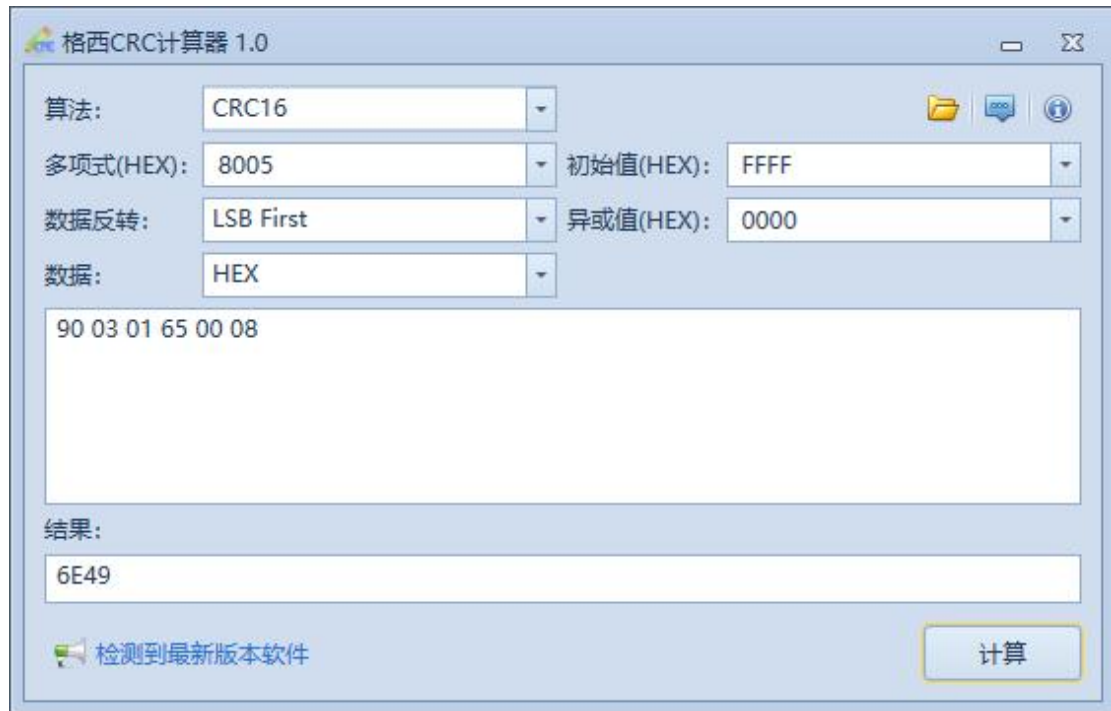 格西CRC计算器 1.0
算法: CRC16
多项式(HEX): 8005 初始值(HEX): FFFF
数据反转: LSB First 异或值(HEX): 0000
数据: HEX
90 03 01 65 00 08
结果:
6E49
检测到最新版本软件 计算